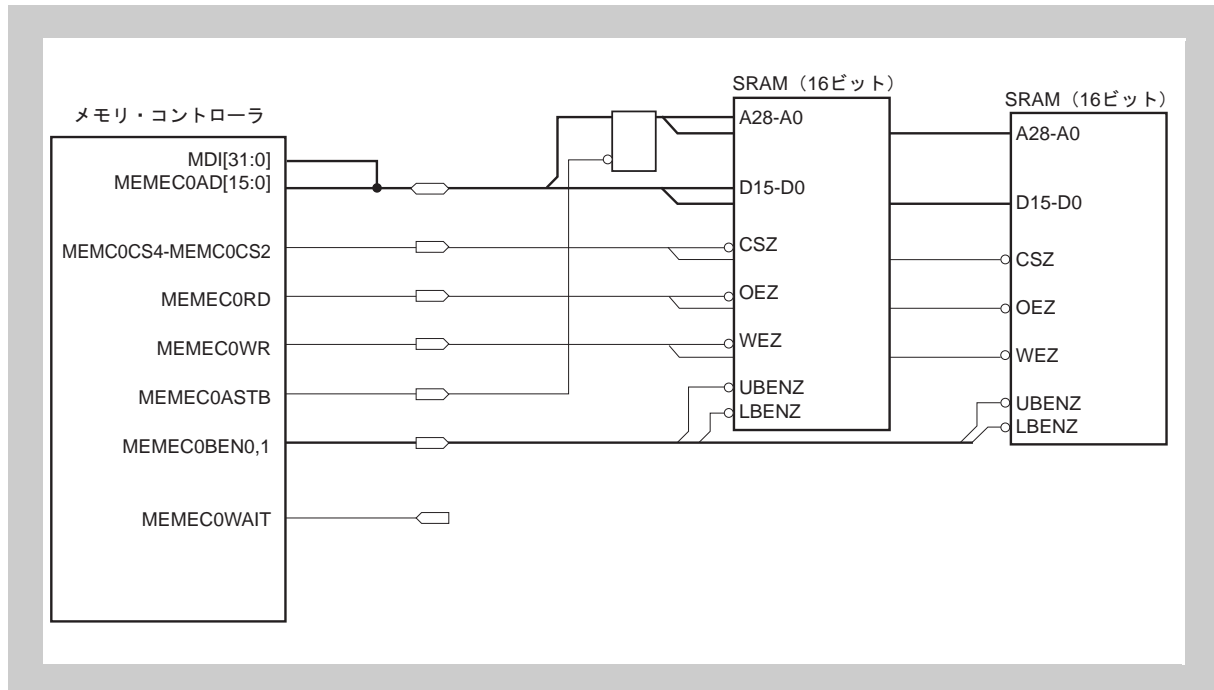 メモリ・コントローラ
MDI[31:0]
MEMEC0AD[15:0]
MEMC0CS4-MEMC0CS2
MEMEC0RD
MEMEC0WR
MEMEC0ASTB
MEMEC0BEN0,1
MEMEC0WAIT
SRAM（16ビット）
A28-A0
D15-D0
CSZ
OEZ
WEZ
UBENZ
LBENZ
SRAM（16ビット）
A28-A0
D15-D0
CSZ
OEZ
WEZ
UBENZ
LBENZ